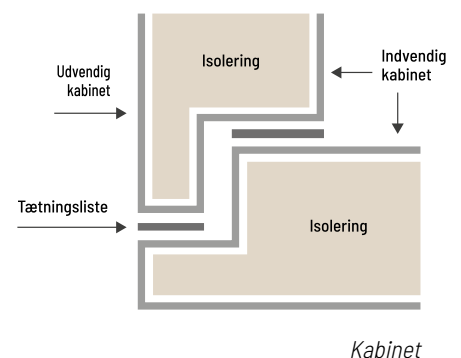 Isolering
Udvendig
kabinet
Indvendig
kabinet
Tætningsliste
Isolering
Kabinet